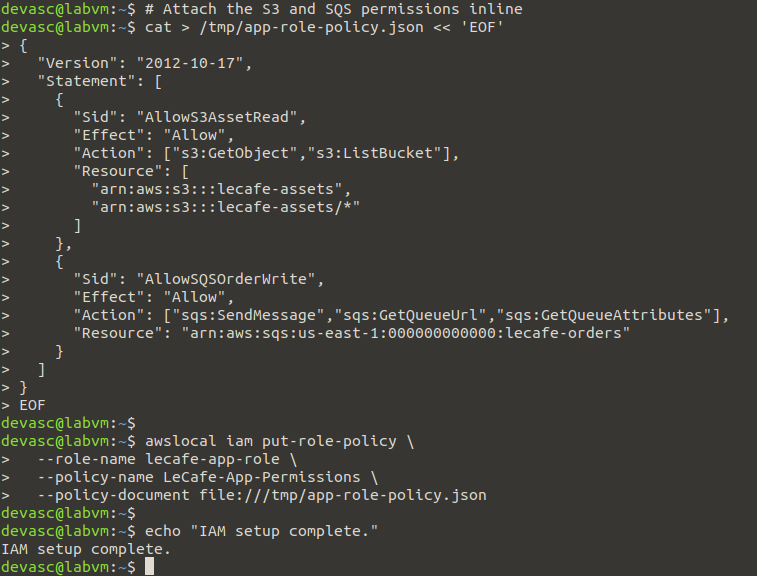 devasc@labvm:~$ # Attach the S3 and SQS permissions inline
devasc@labvm:~$ cat > /tmp/app-role-policy.json << 'EOF'
> {
>   "Version": "2012-10-17",
>   "Statement": [
>     {
>       "Sid": "AllowS3AssetRead",
>       "Effect": "Allow",
>       "Action": ["s3:GetObject","s3:ListBucket"],
>       "Resource": [
>         "arn:aws:s3:::lecafe-assets",
>         "arn:aws:s3:::lecafe-assets/*"
>       ]
>     },
>     {
>       "Sid": "AllowSQSOrderWrite",
>       "Effect": "Allow",
>       "Action": ["sqs:SendMessage","sqs:GetQueueUrl","sqs:GetQueueAttributes"],
>       "Resource": "arn:aws:sqs:us-east-1:000000000000:lecafe-orders"
>     }
>   ]
> }
> EOF
devasc@labvm:~$
devasc@labvm:~$ awslocal iam put-role-policy \
>   --role-name lecafe-app-role \
>   --policy-name LeCafe-App-Permissions \
>   --policy-document file:///tmp/app-role-policy.json
devasc@labvm:~$
devasc@labvm:~$ echo "IAM setup complete."
IAM setup complete.
devasc@labvm:~$